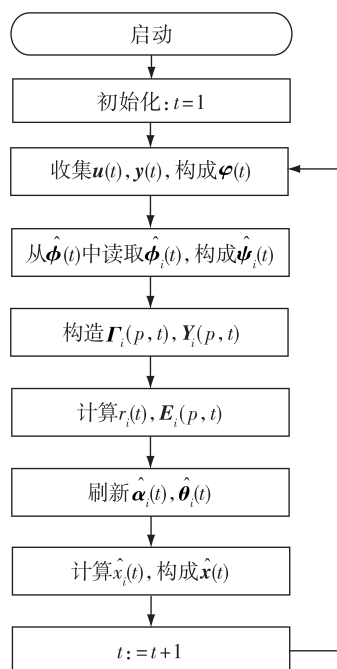 启动
初始化:t=1
收集u(t),y(t),构成φ(t)
从ϕ̂(t)中读取ϕ̂ᵢ(t),构成ψ̂ᵢ(t)
构造Γᵢ(p,t),Yᵢ(p,t)
计算rᵢ(t),Eᵢ(p,t)
刷新α̂ᵢ(t),θ̂ᵢ(t)
计算x̂ᵢ(t),构成x̂(t)
t:=t+1